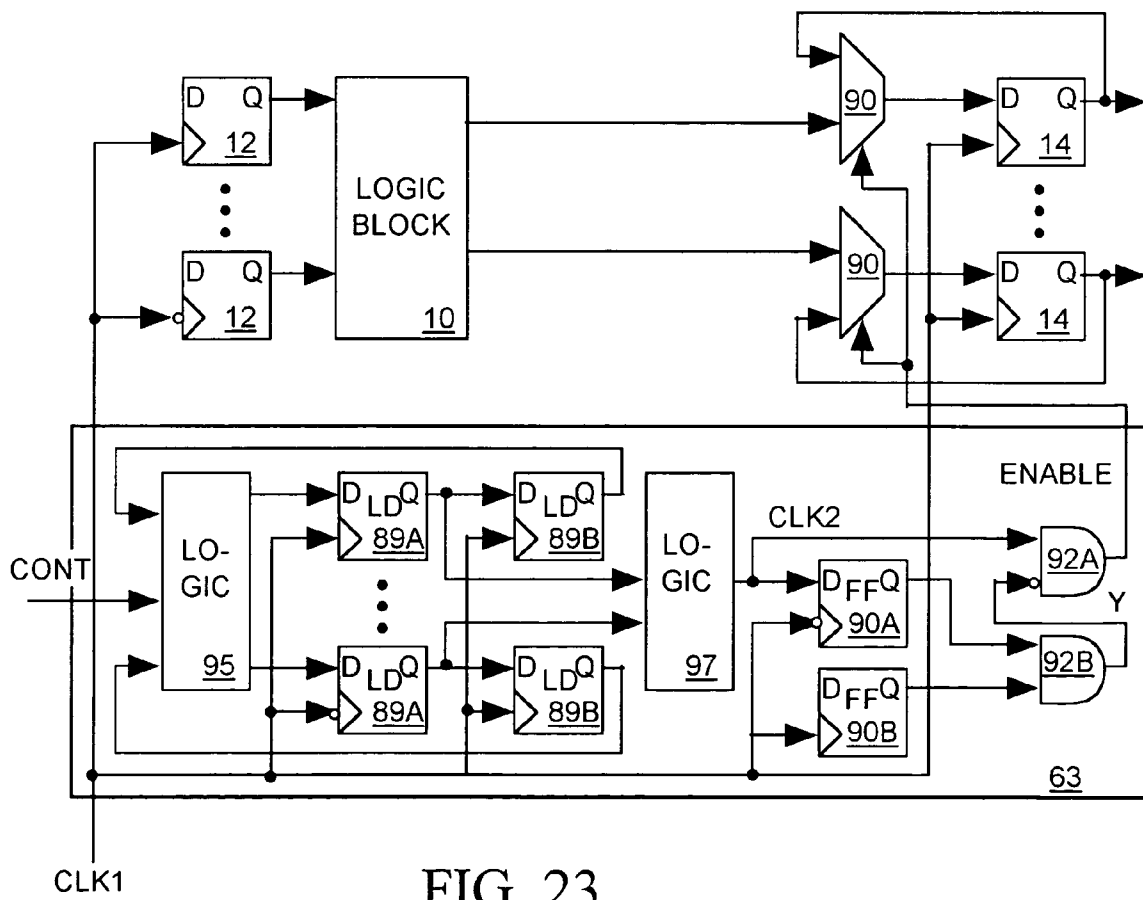 D Q
12
D Q
12
LOGIC
BLOCK
10
90
90
D Q
14
D Q
14
ENABLE
CONT
LO-
GIC
95
D LD Q
89A
D LD Q
89B
D LD Q
89A
D LD Q
89B
LO-
GIC
97
CLK2
D FF Q
90A
D FF Q
90B
92A
Y
92B
63
CLK1
FIG. 23